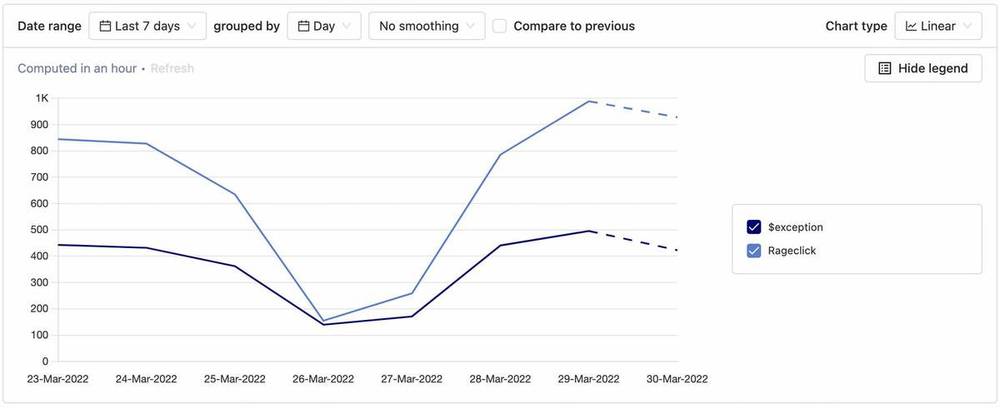 Date range Last 7 days grouped by Day No smoothing Compare to previous Chart type Linear
Computed in an hour • Refresh Hide legend
1K
900
800
700
600
500
400
300
200
100
0
23-Mar-2022 24-Mar-2022 25-Mar-2022 26-Mar-2022 27-Mar-2022 28-Mar-2022 29-Mar-2022 30-Mar-2022
$exception
Rageclick